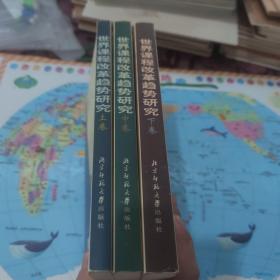 世界课程改革趋势研究 上卷 北京师范大学出版社
世界课程改革趋势研究 中卷 北京师范大学出版社
世界课程改革趋势研究 下卷 北京师范大学出版社